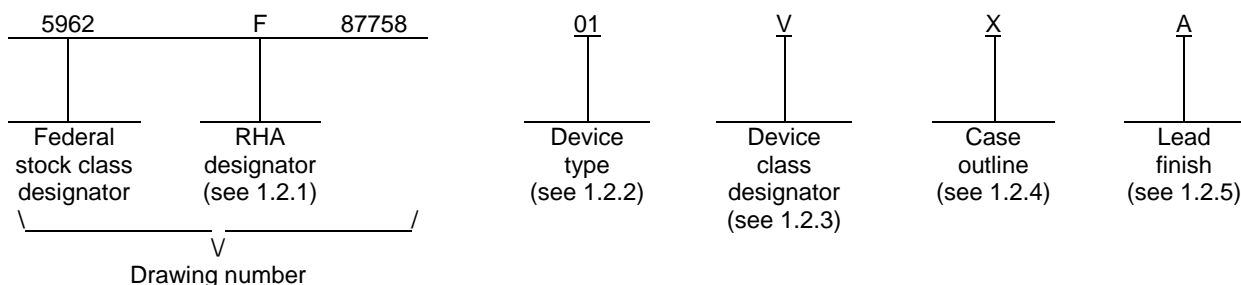 5962 F 87758 01 V X A
Federal stock class designator
RHA designator (see 1.2.1)
Device type (see 1.2.2)
Device class designator (see 1.2.3)
Case outline (see 1.2.4)
Lead finish (see 1.2.5)
\ /
\/
Drawing number